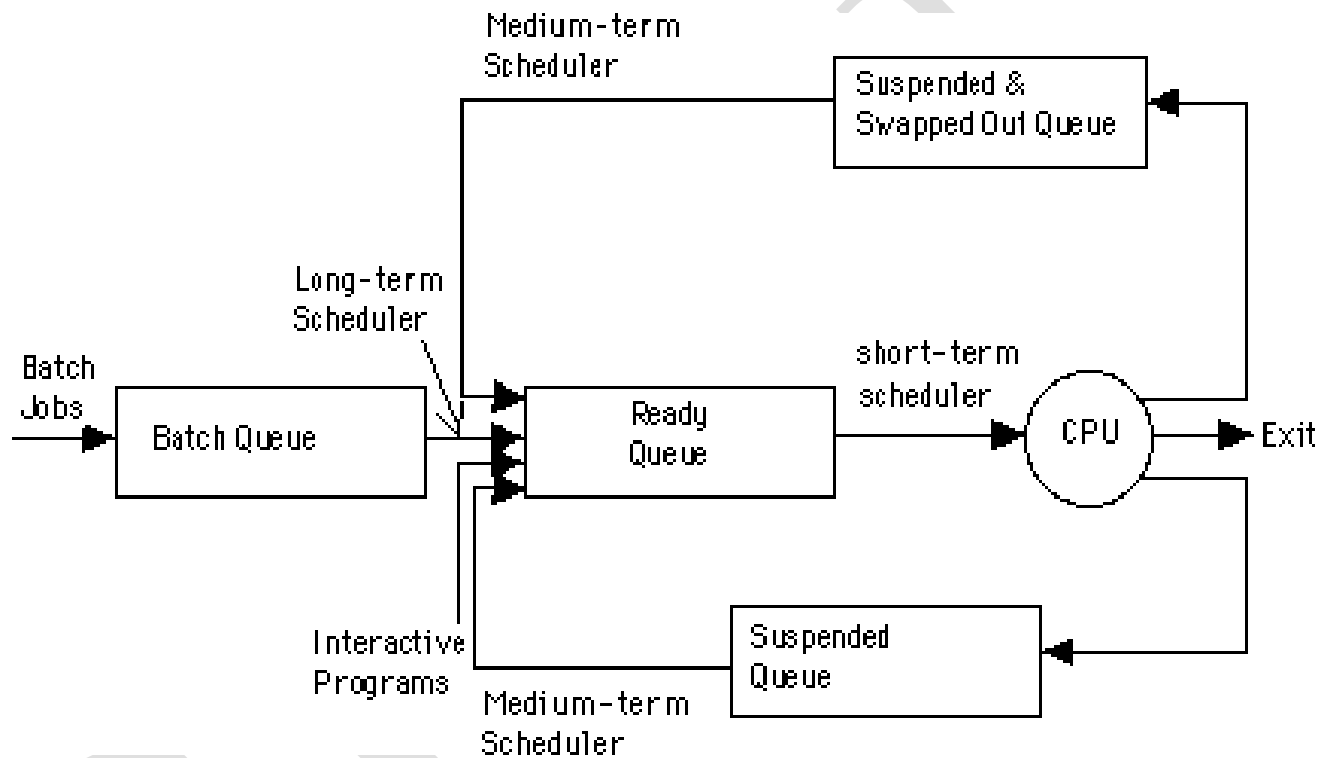 Medium-term
Scheduler
Suspended &
Swapped Out Queue
Long-term
Scheduler
Batch
Jobs
Batch Queue
Ready
Queue
short-term
scheduler
CPU
Exit
Interactive
Programs
Suspended
Queue
Medium-term
Scheduler